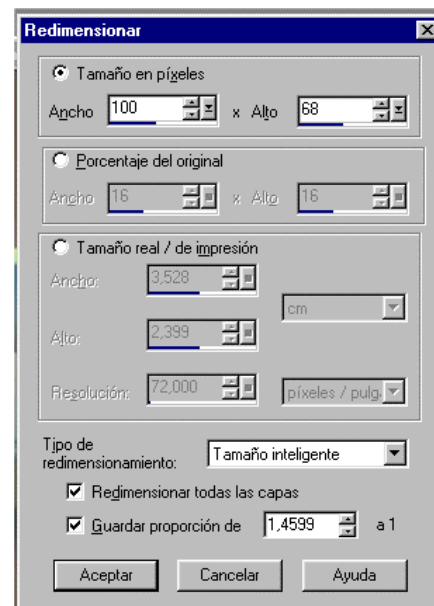 Redimensionar
Tamaño en píxeles
Ancho 100 x Alto 68
Porcentaje del original
Ancho 16 x Alto 16
Tamaño real / de impresión
Ancho: 3,528
cm
Alto: 2,399
Resolución: 72,000 píxeles / pulg.
Tipo de
redimensionamiento: Tamaño inteligente
Redimensionar todas las capas
Guardar proporción de 1,4599 a 1
Aceptar Cancelar Ayuda